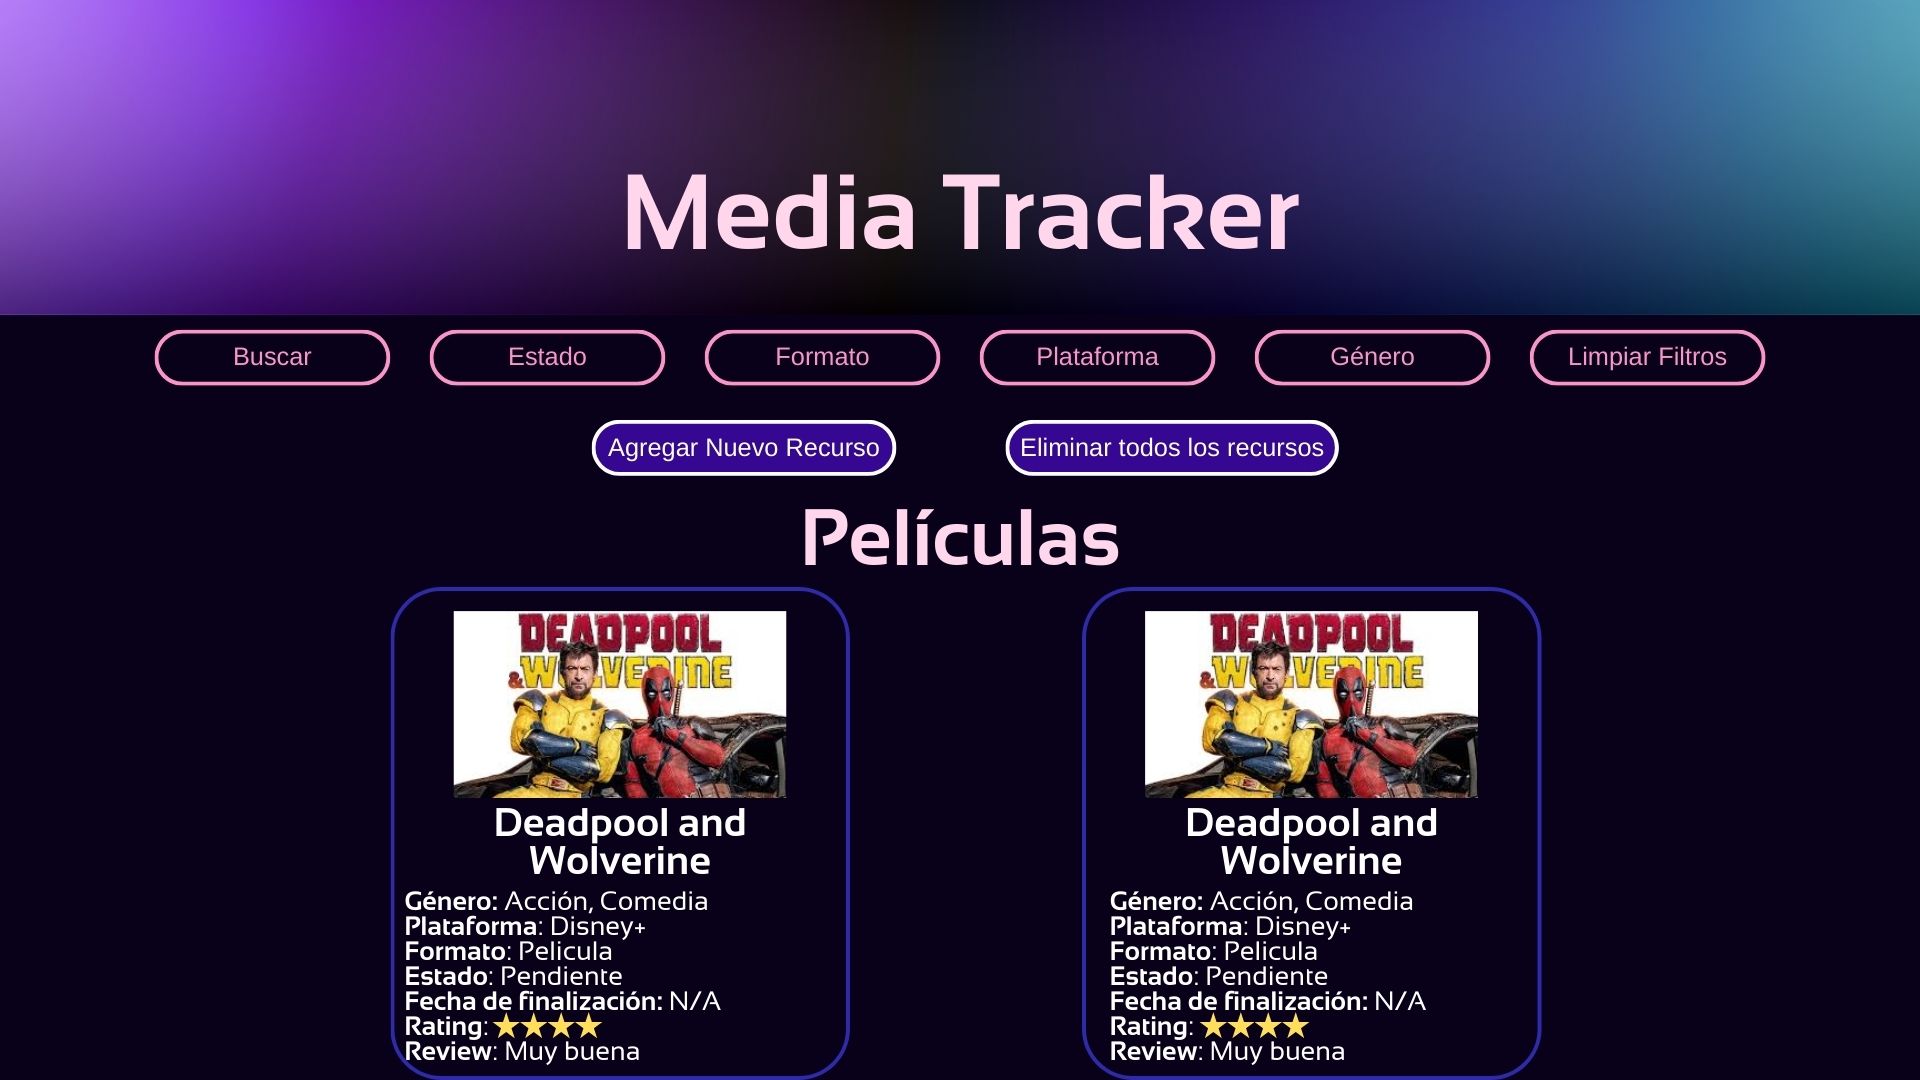 Media Tracker
Buscar
Estado
Formato
Plataforma
Género
Limpiar Filtros
Agregar Nuevo Recurso
Eliminar todos los recursos
Películas
DEADPOOL
& WOLVERINE
Deadpool and
Wolverine
Género: Acción, Comedia
Plataforma: Disney+
Formato: Pelicula
Estado: Pendiente
Fecha de finalización: N/A
Rating: ★★★★
Review: Muy buena
DEADPOOL
& WOLVERINE
Deadpool and
Wolverine
Género: Acción, Comedia
Plataforma: Disney+
Formato: Pelicula
Estado: Pendiente
Fecha de finalización: N/A
Rating: ★★★★
Review: Muy buena